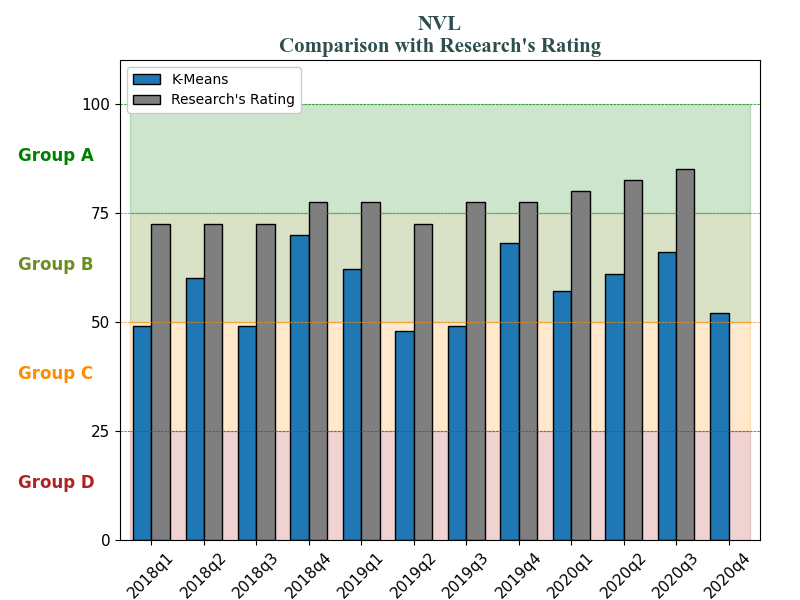 NVL
Comparison with Research's Rating
K-Means
Research's Rating
100
Group A
75
Group B
50
Group C
25
Group D
0
2018q1
2018q2
2018q3
2018q4
2019q1
2019q2
2019q3
2019q4
2020q1
2020q2
2020q3
2020q4